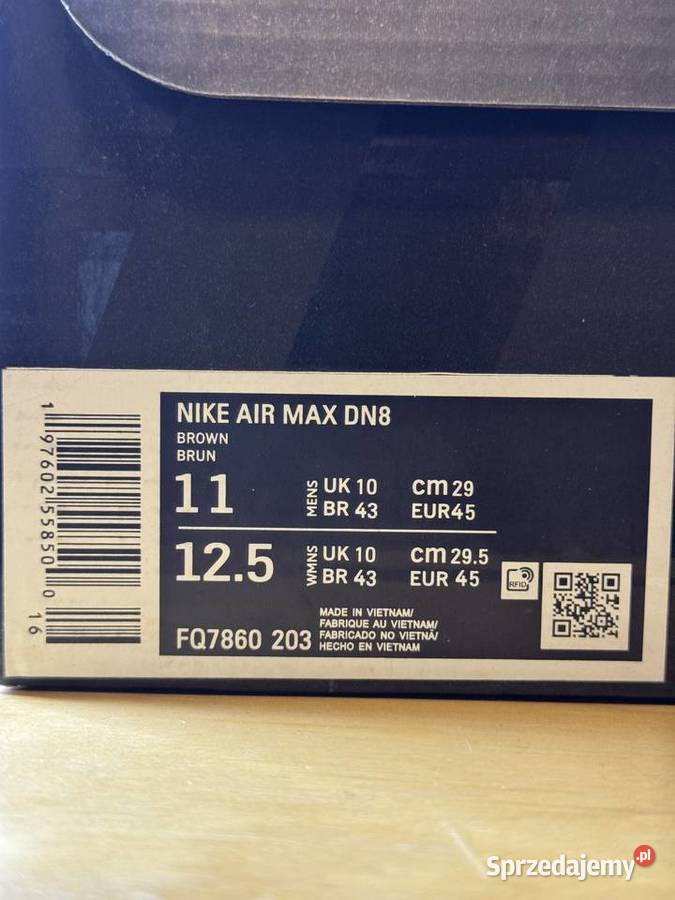 NIKE AIR MAX DN8
BROWN
BRUN
11 MENS UK 10 cm 29
BR 43 EUR 45
12.5 WMNS UK 10 cm 29.5
BR 43 EUR 45
RFID
FQ7860 203
MADE IN VIETNAM/
FABRIQUE AU VIETNAM/
FABRICADO NO VIETNÃ/
HECHO EN VIETNAM
1 97602 55850 0
16
Sprzedajemy.pl